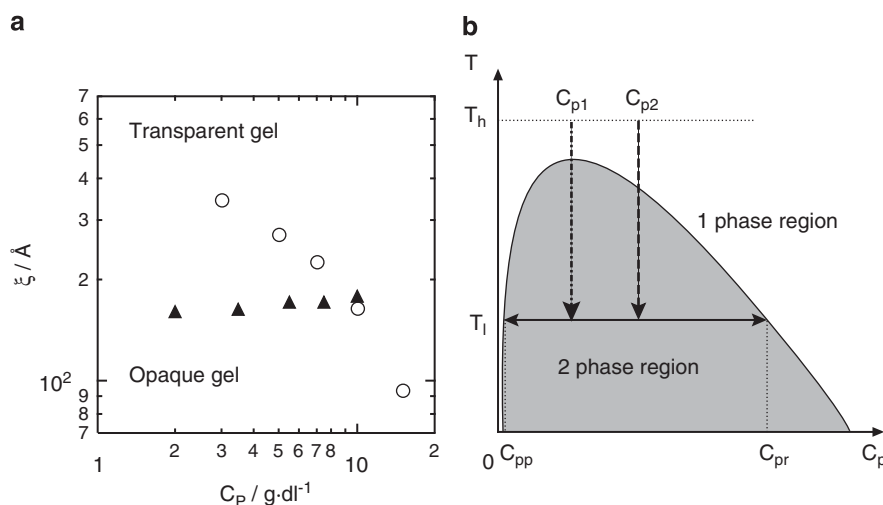 a
7
6
5
4
3
2
10²
9
8
7
ξ / Å
Transparent gel
Opaque gel
1 2 3 4 5 6 7 8 10 2
C_P / g·dl⁻¹
b
T
T_h
C_p1 C_p2
1 phase region
T_l
2 phase region
0 C_pp C_pr C_p